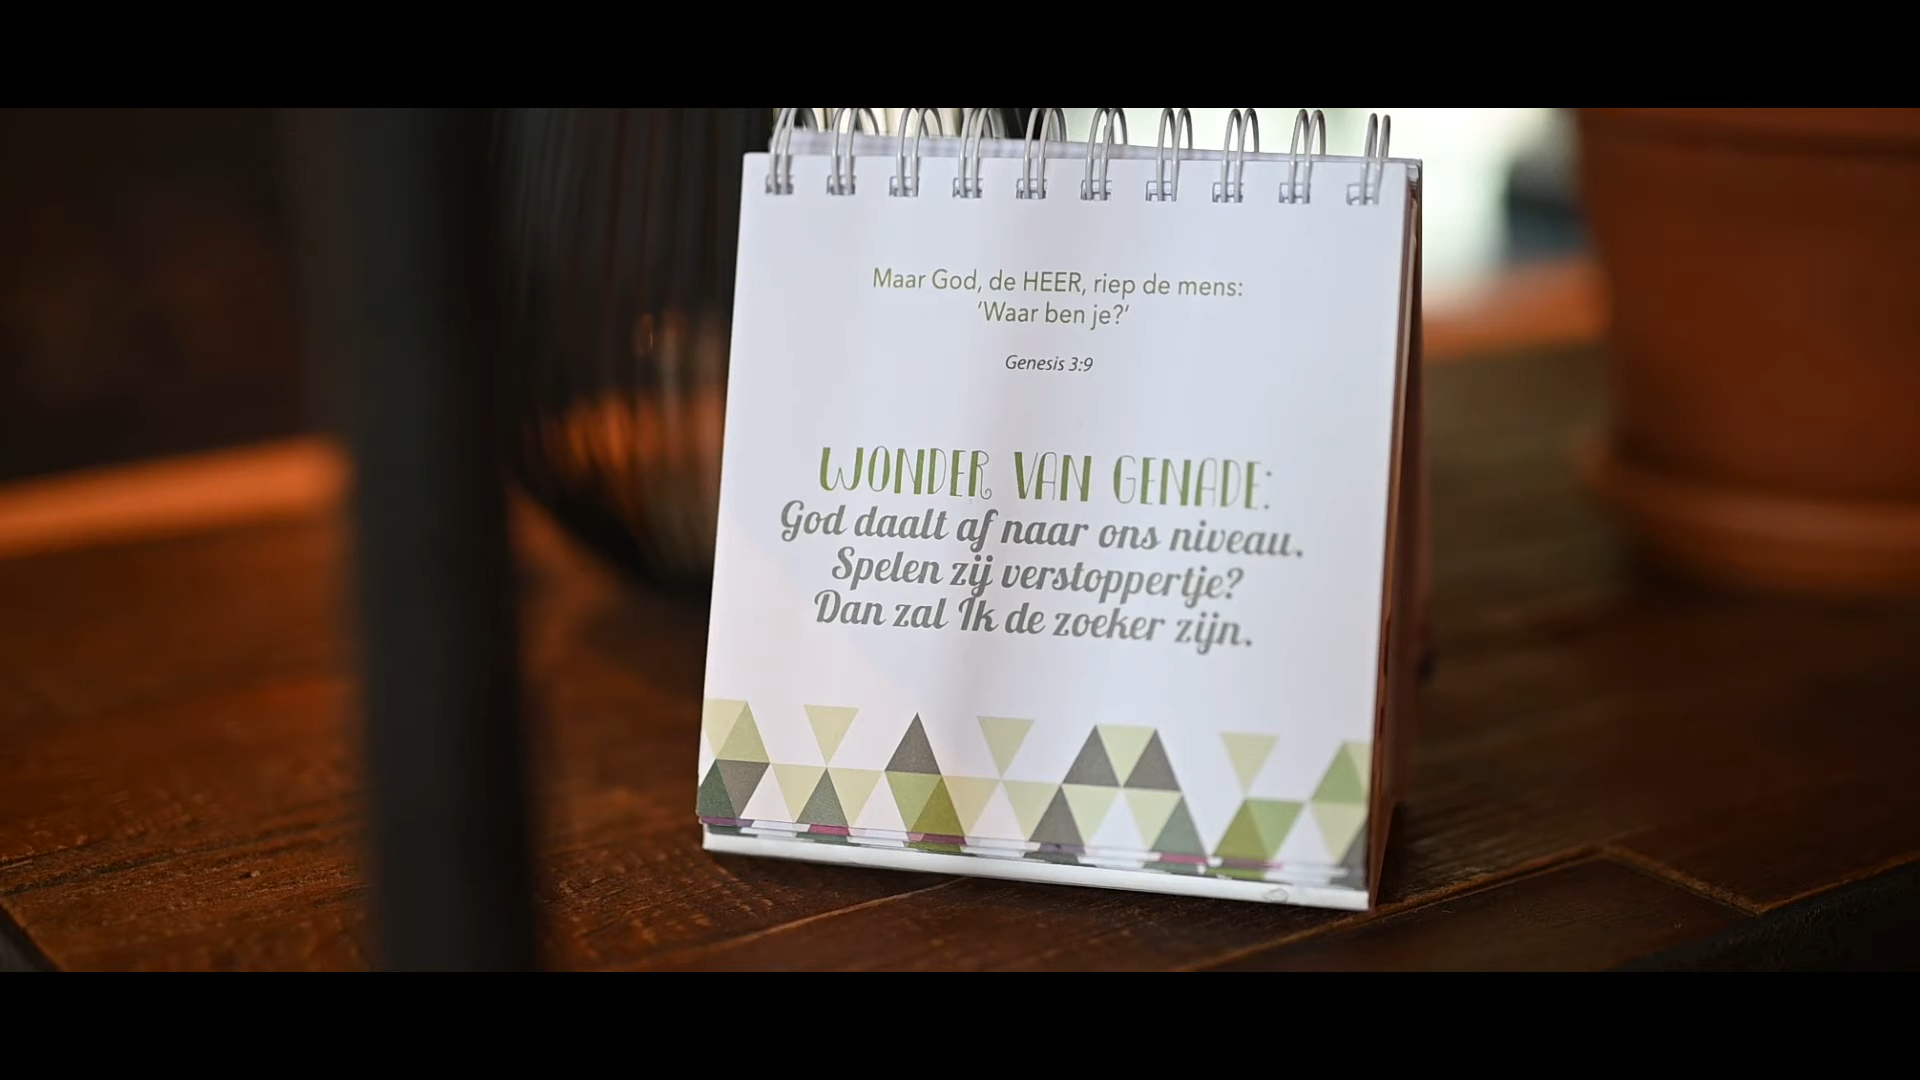 Maar God, de HEER, riep de mens:
‘Waar ben je?’
Genesis 3:9
WONDER VAN GENADE:
God daalt af naar ons niveau.
Spelen zij verstoppertje?
Dan zal Ik de zoeker zijn.